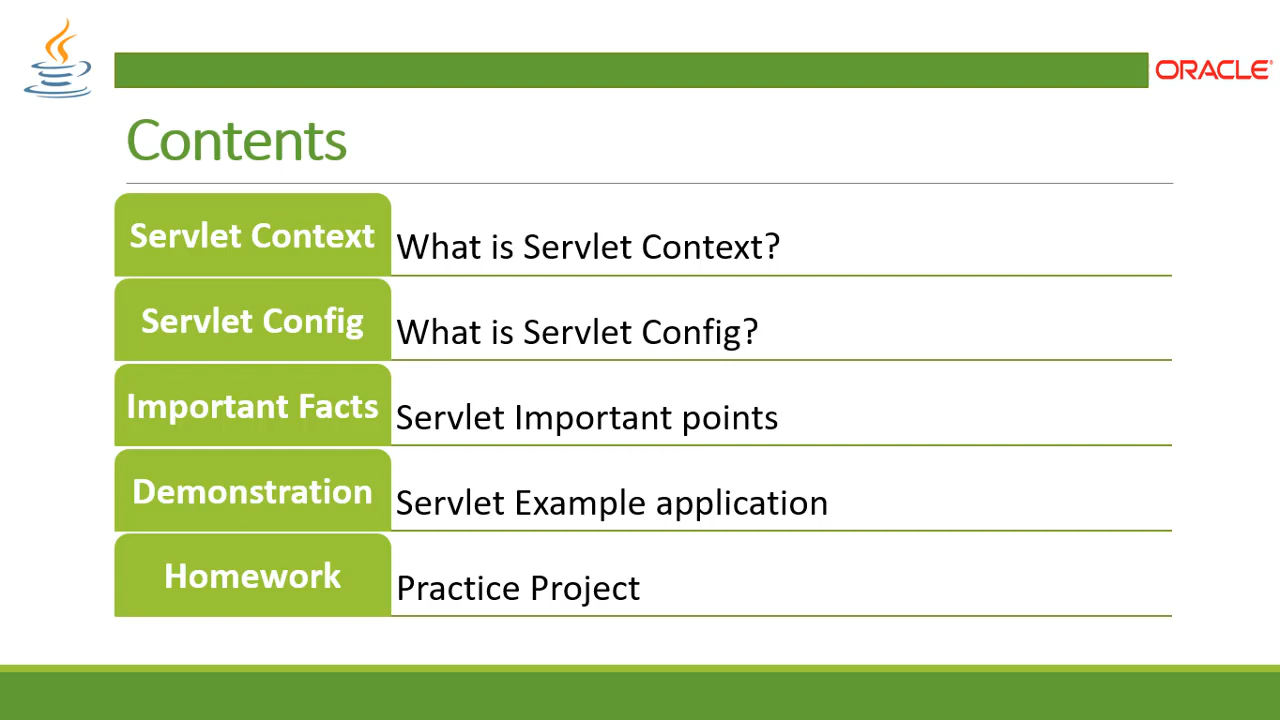 ORACLE
Contents
Servlet Context
What is Servlet Context?
Servlet Config
What is Servlet Config?
Important Facts
Servlet Important points
Demonstration
Servlet Example application
Homework
Practice Project